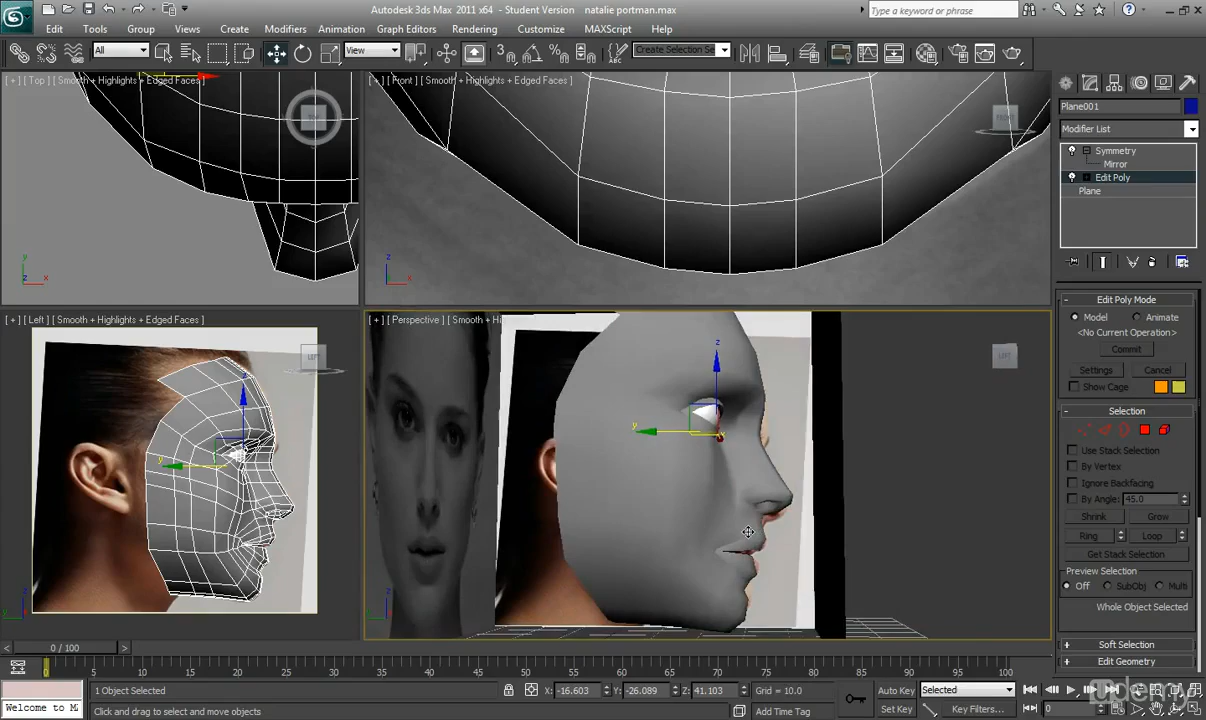 Autodesk 3ds Max 2011 x64 - Student Version natalie portman.max
Type a keyword or phrase
Edit Tools Group Views Create Modifiers Animation Graph Editors Rendering Customize MAXScript Help
All View 3 Create Selection Se
[ + ] [ Top ] [ Smooth + Highlights + Edged Faces ]
[ + ] [ Front ] [ Smooth + Highlights + Edged Faces ]
TOP
FRONT
y
z x
z
x
[ + ] [ Left ] [ Smooth + Highlights + Edged Faces ]
[ + ] [ Perspective ] [ Smooth + Hi
LEFT
LEFT
z
y
z
y x
Plane001
Modifier List
Symmetry
Mirror
Edit Poly
Plane
Edit Poly Mode
Model Animate
<No Current Operation>
Commit
Settings Cancel
Show Cage
Selection
Use Stack Selection
By Vertex
Ignore Backfacing
By Angle: 45.0
Shrink Grow
Ring Loop
Get Stack Selection
Preview Selection
Off SubObj Multi
Whole Object Selected
Soft Selection
Edit Geometry
0 / 100
0 5 10 15 20 25 30 35 40 45 50 55 60 65 70 75 80 85 90 95 100
1 Object Selected X: -16.603 Y: -26.089 Z: 41.103 Grid = 10.0 Auto Key Selected
Welcome to M Click and drag to select and move objects Add Time Tag Set Key Key Filters... 0
udemy